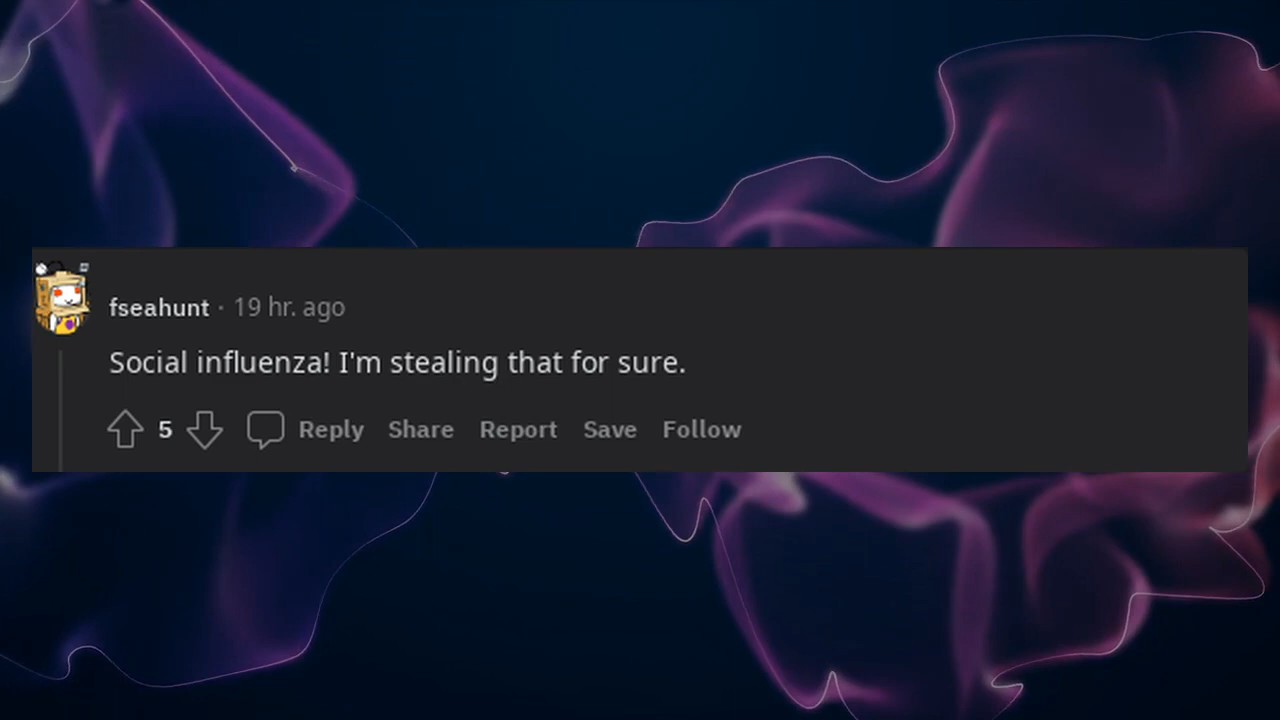 fseahunt · 19 hr. ago
Social influenza! I'm stealing that for sure.
5 Reply Share Report Save Follow